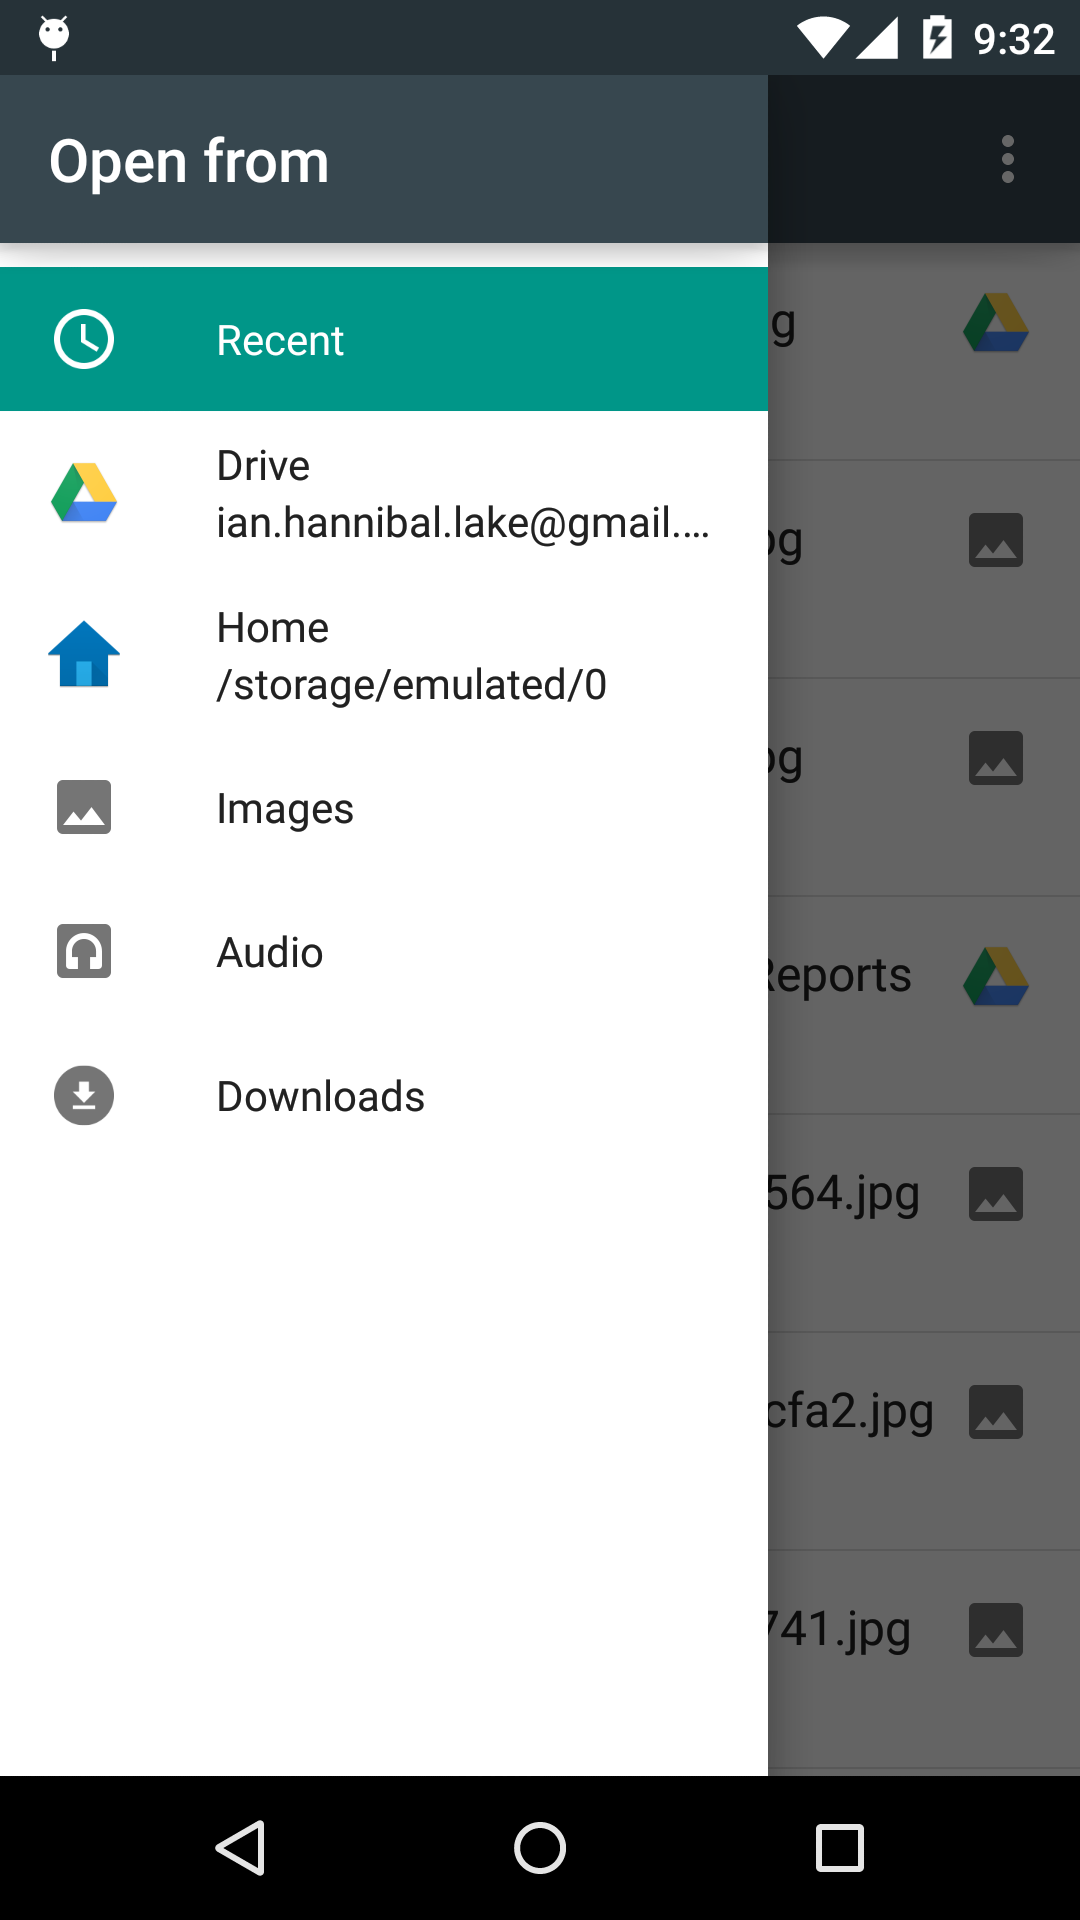 9:32
Open from
Recent
Drive
ian.hannibal.lake@gmail.…
Home
/storage/emulated/0
Images
Audio
Downloads
g
pg
pg
Reports
564.jpg
cfa2.jpg
741.jpg